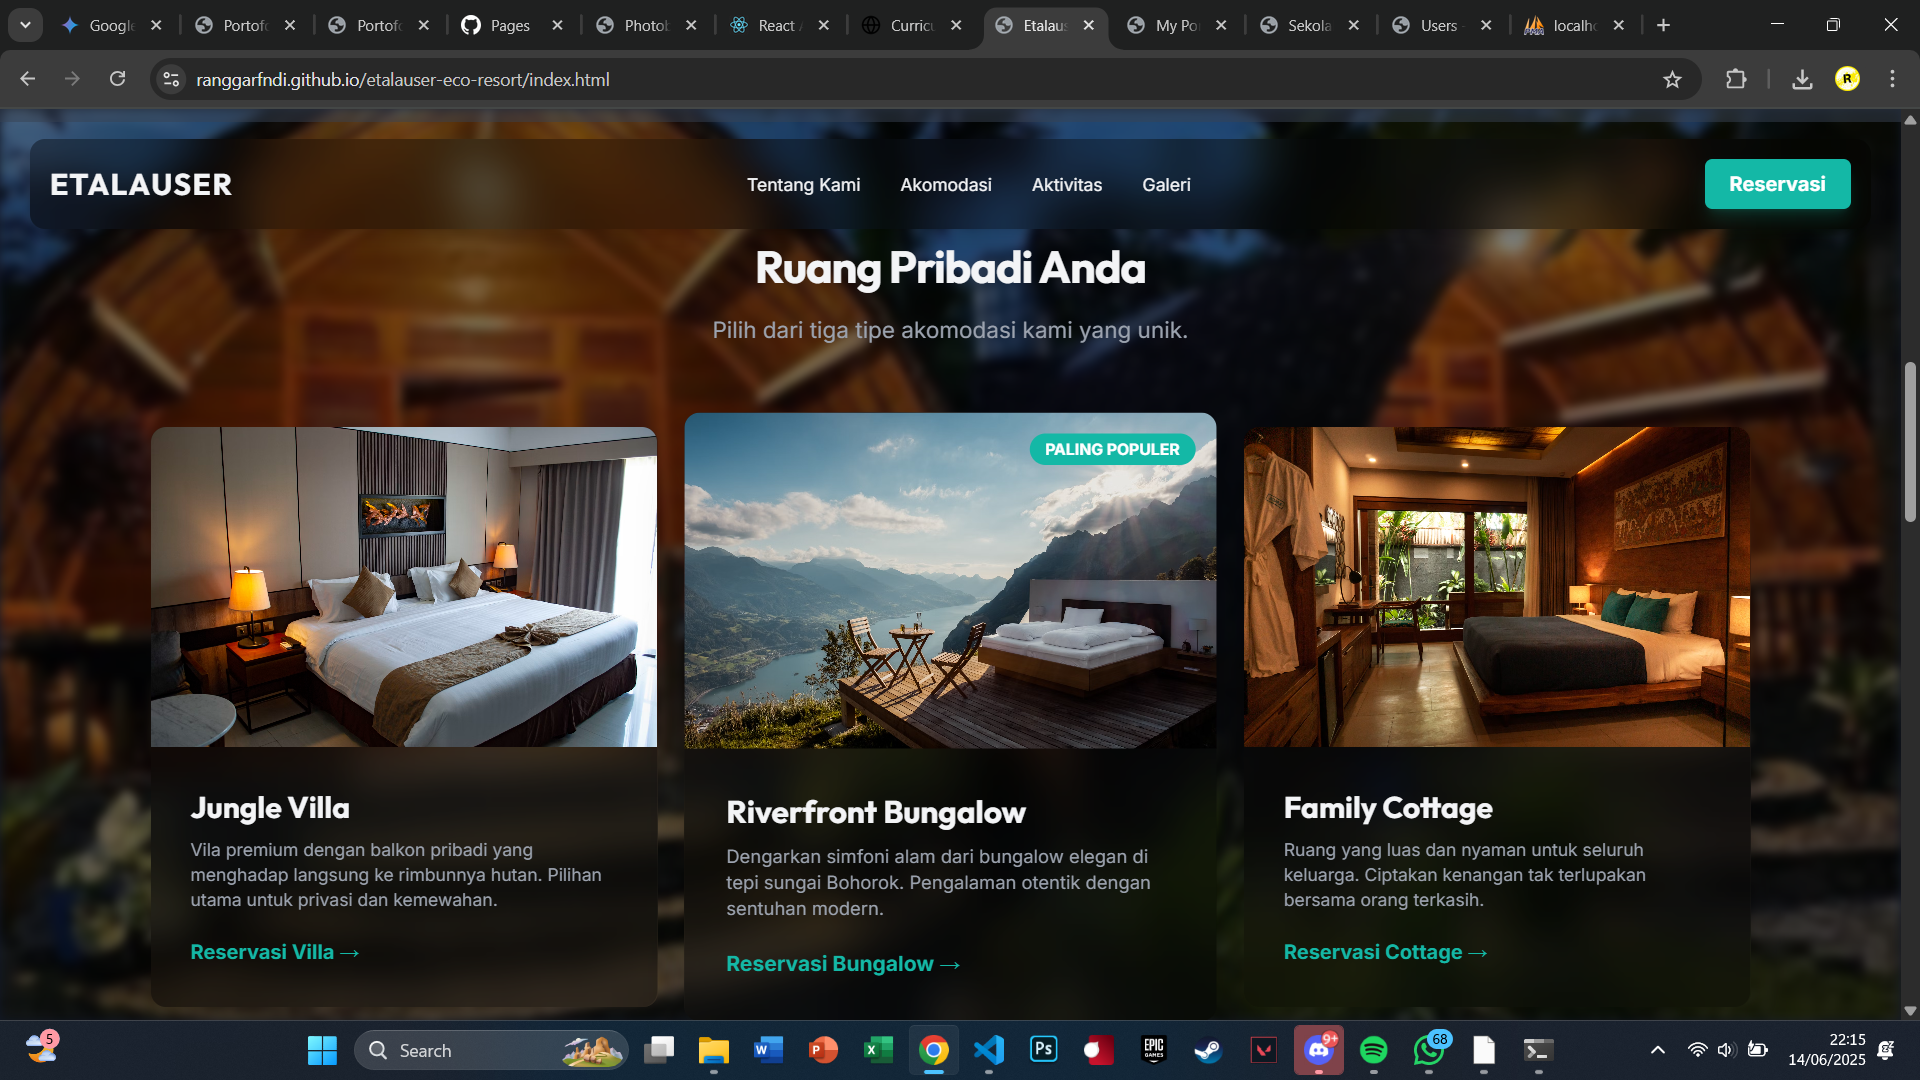 Google
Portofo
Portofo
Pages
Photob
React
Curricu
Etalaus
My Po
Sekola
Users
localho
ranggarfndi.github.io/etalauser-eco-resort/index.html
R
ETALAUSER
Tentang Kami
Akomodasi
Aktivitas
Galeri
Reservasi
Ruang Pribadi Anda
Pilih dari tiga tipe akomodasi kami yang unik.
PALING POPULER
Jungle Villa
Vila premium dengan balkon pribadi yang
menghadap langsung ke rimbunnya hutan. Pilihan
utama untuk privasi dan kemewahan.
Reservasi Villa →
Riverfront Bungalow
Dengarkan simfoni alam dari bungalow elegan di
tepi sungai Bohorok. Pengalaman otentik dengan
sentuhan modern.
Reservasi Bungalow →
Family Cottage
Ruang yang luas dan nyaman untuk seluruh
keluarga. Ciptakan kenangan tak terlupakan
bersama orang terkasih.
Reservasi Cottage →
5
Search
W
P
X
Ps
EPIC
GAMES
9+
68
22:15
14/06/2025